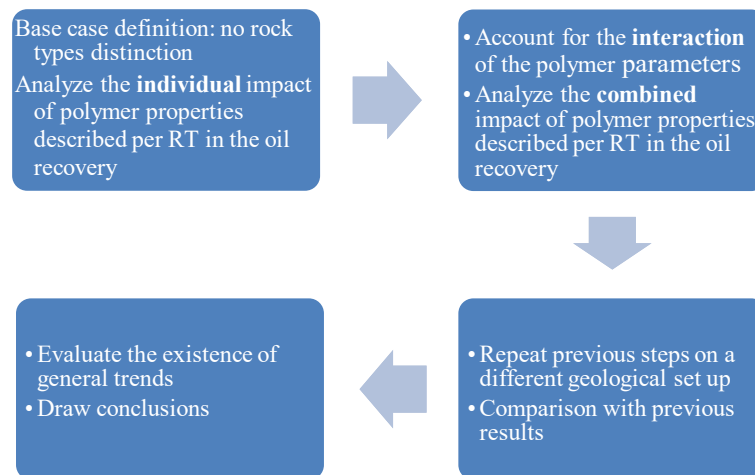 Base case definition: no rock
types distinction
Analyze the individual impact
of polymer properties
described per RT in the oil
recovery
• Account for the interaction
of the polymer parameters
• Analyze the combined
impact of polymer properties
described per RT in the oil
recovery
• Repeat previous steps on a
different geological set up
• Comparison with previous
results
• Evaluate the existence of
general trends
• Draw conclusions